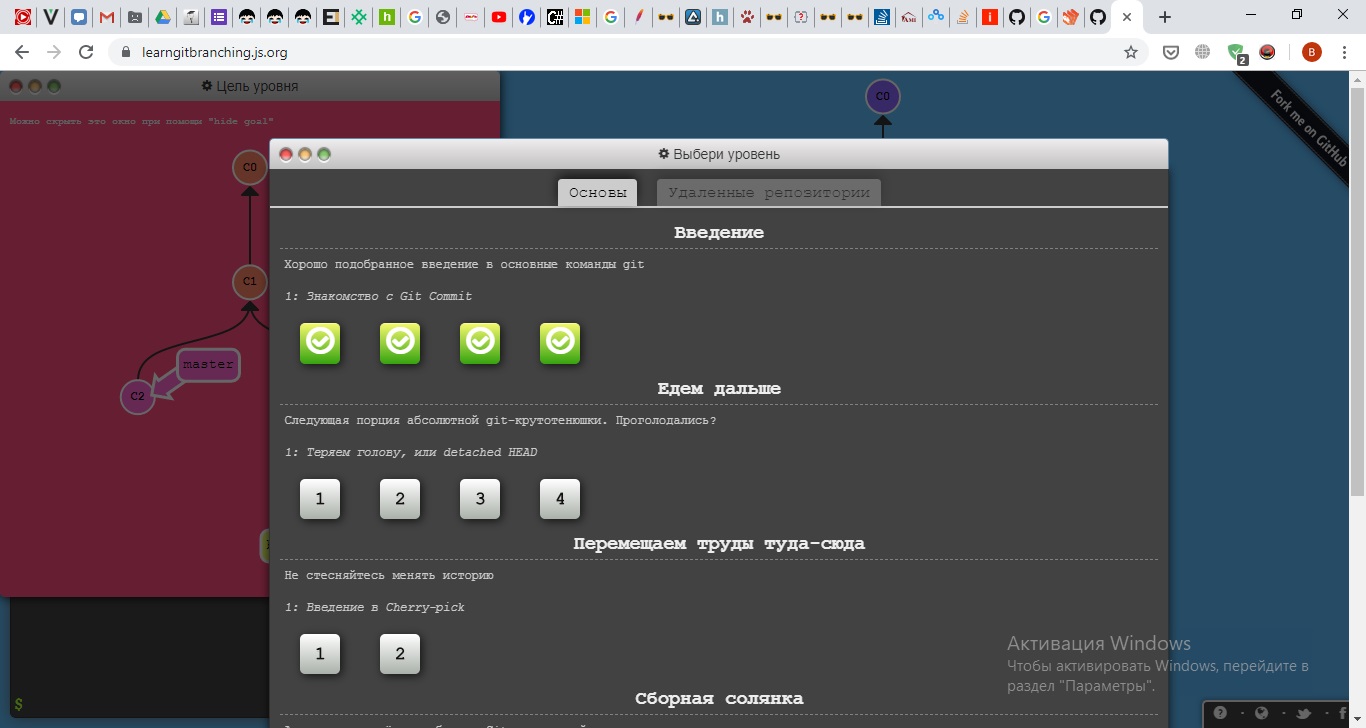 learngitbranching.js.org
2
B
Цель уровня
Можно скрыть это окно при помощи "hide goal"
C0
C1
master
C2
$
C0
Fork me on GitHub
Выбери уровень
Основы
Удаленные репозитории
Введение
Хорошо подобранное введение в основные команды git
1: Знакомство с Git Commit
Едем дальше
Следующая порция абсолютной git-крутотенюшки. Проголодались?
1: Теряем голову, или detached HEAD
1 2 3 4
Перемещаем труды туда-сюда
Не стесняйтесь менять историю
1: Введение в Cherry-pick
1 2
Сборная солянка
Активация Windows
Чтобы активировать Windows, перейдите в
раздел "Параметры".